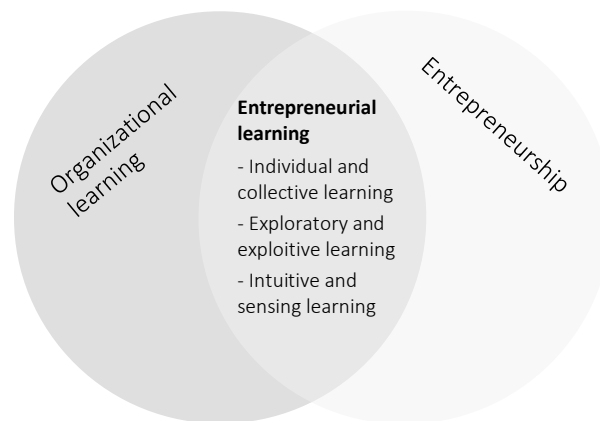 Organizational
learning
Entrepreneurial
learning
- Individual and
collective learning
- Exploratory and
exploitive learning
- Intuitive and
sensing learning
Entrepreneurship